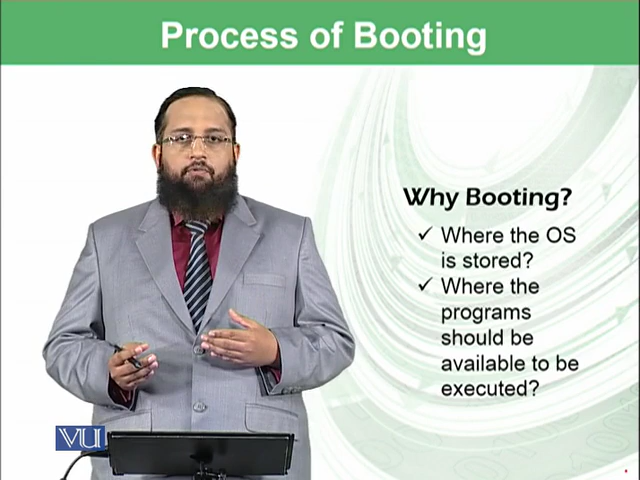 Process of Booting
Why Booting?
✓ Where the OS
is stored?
✓ Where the
programs
should be
available to be
executed?
VU